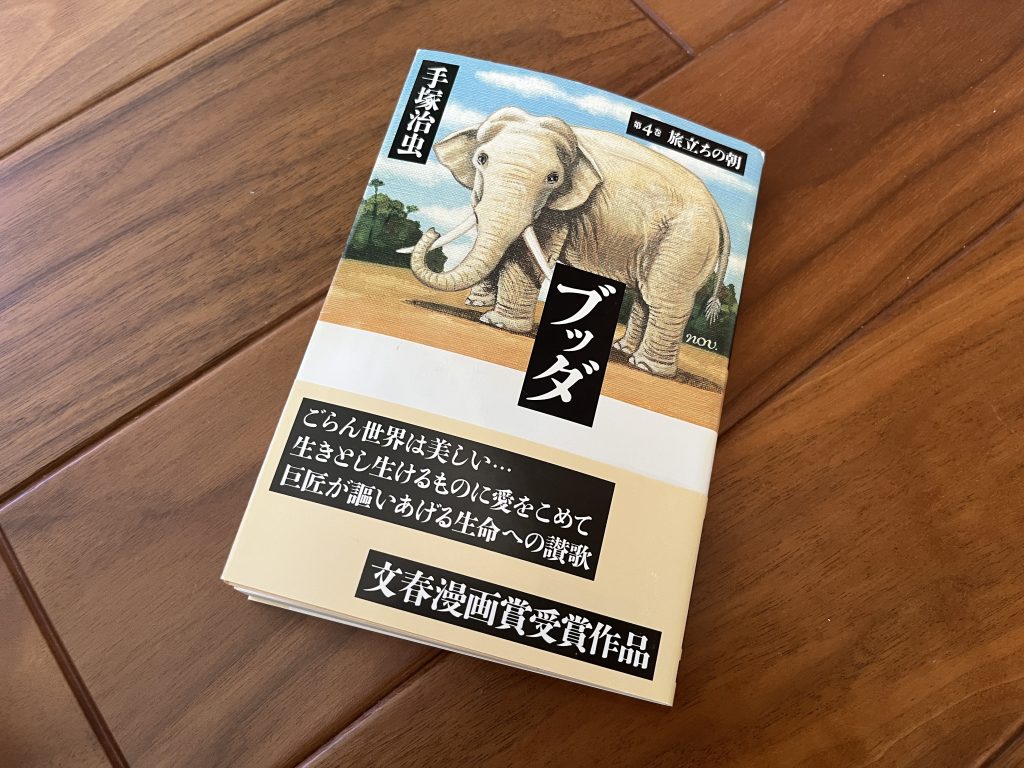 手塚治虫
第4巻 旅立ちの朝
ブッダ
nov.
ごらん世界は美しい…
生きとし生けるものに愛をこめて
巨匠が謳いあげる生命への讃歌
文春漫画賞受賞作品